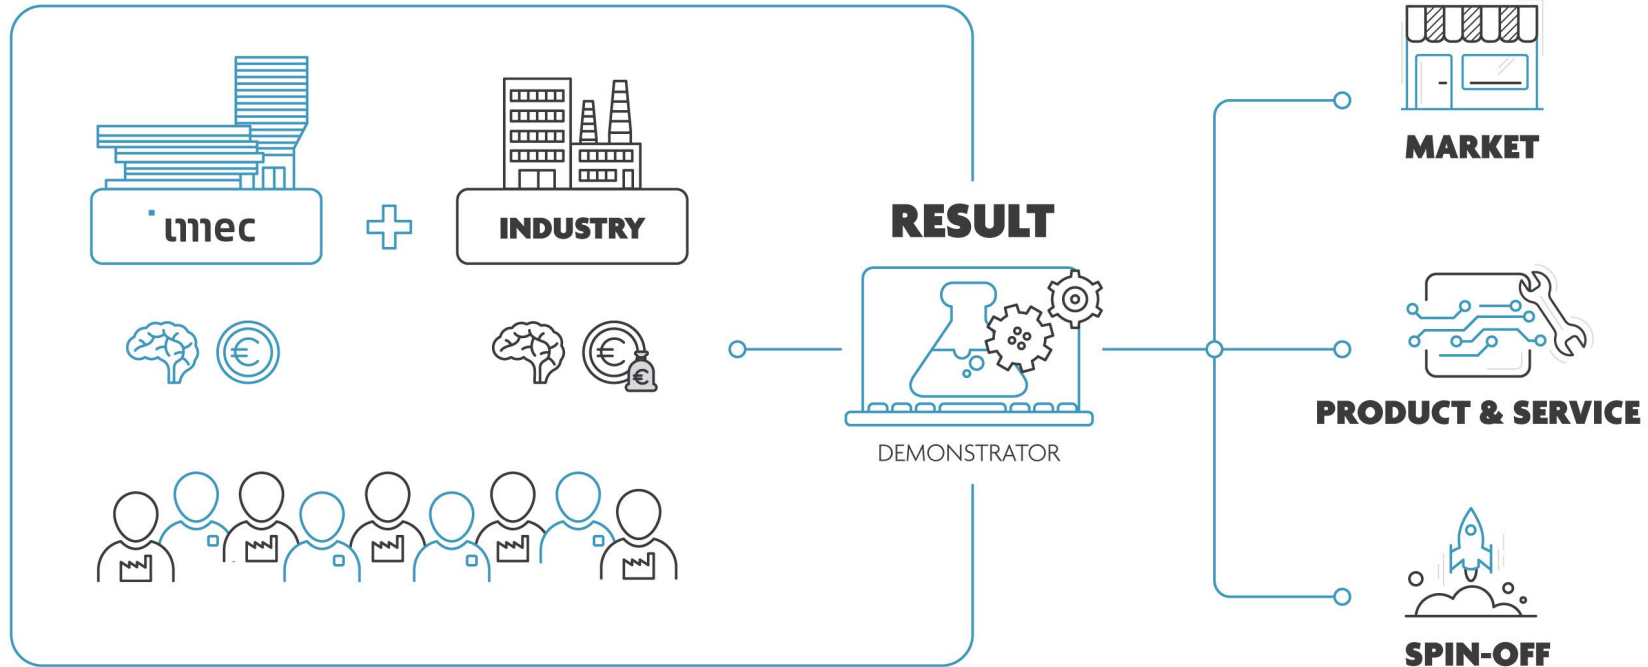 imec
INDUSTRY
€
€
€
RESULT
DEMONSTRATOR
MARKET
PRODUCT & SERVICE
SPIN-OFF